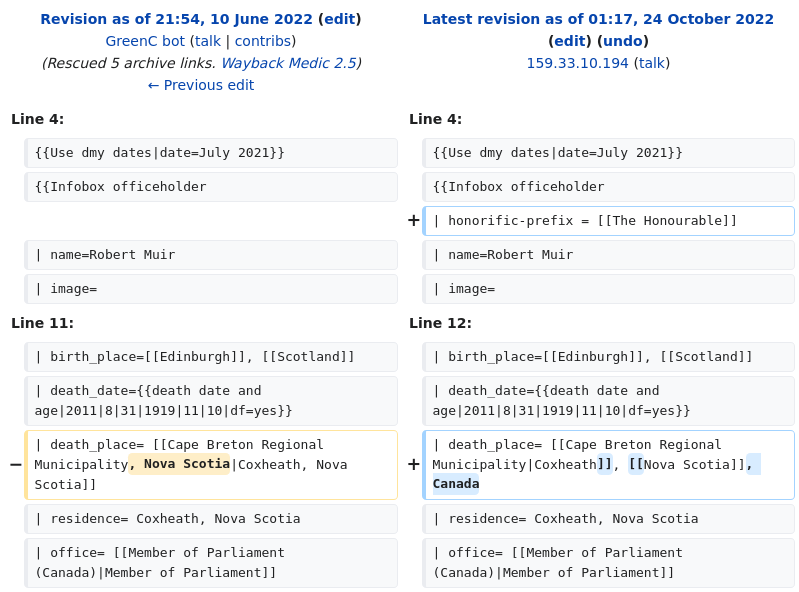 Revision as of 21:54, 10 June 2022 (edit)
GreenC bot (talk | contribs)
(Rescued 5 archive links. Wayback Medic 2.5)
← Previous edit
Latest revision as of 01:17, 24 October 2022
(edit) (undo)
159.33.10.194 (talk)
Line 4:
Line 4:
{{Use dmy dates|date=July 2021}}
{{Use dmy dates|date=July 2021}}
{{Infobox officeholder
{{Infobox officeholder
+ | honorific-prefix = [[The Honourable]]
| name=Robert Muir
| name=Robert Muir
| image=
| image=
Line 11:
Line 12:
| birth_place=[[Edinburgh]], [[Scotland]]
| birth_place=[[Edinburgh]], [[Scotland]]
| death_date={{death date and
age|2011|8|31|1919|11|10|df=yes}}
| death_date={{death date and
age|2011|8|31|1919|11|10|df=yes}}
− | death_place= [[Cape Breton Regional
Municipality, Nova Scotia|Coxheath, Nova
Scotia]]
+ | death_place= [[Cape Breton Regional
Municipality|Coxheath]], [[Nova Scotia]],
Canada
| residence= Coxheath, Nova Scotia
| residence= Coxheath, Nova Scotia
| office= [[Member of Parliament
(Canada)|Member of Parliament]]
| office= [[Member of Parliament
(Canada)|Member of Parliament]]